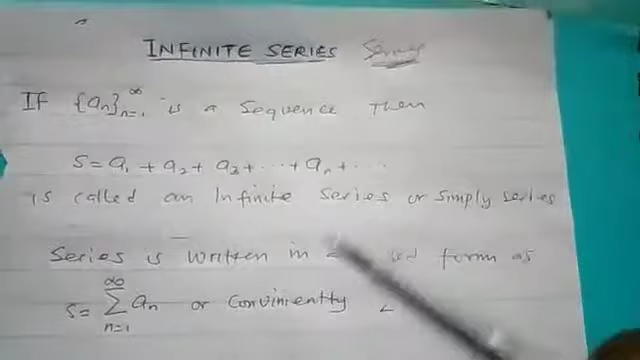 INFINITE SERIES Series
If {an}∞n=1 is a sequence Then
S = a1 + a2 + a3 + ... + an + ...
is called an Infinite Series or simply series
Series is written in form as
S = ∞∑n=1 an or conviniently